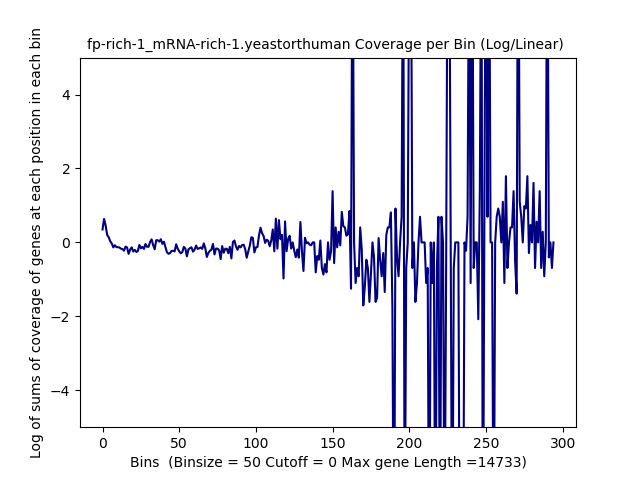 fp-rich-1_mRNA-rich-1.yeastorthuman Coverage per Bin (Log/Linear)
Log of sums of coverage of genes at each position in each bin
4
2
0
−2
−4
0 50 100 150 200 250 300
Bins  (Binsize = 50 Cutoff = 0 Max gene Length =14733)